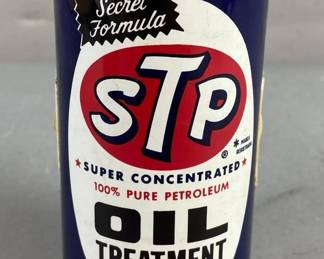 Secret
Formula
STP
®
SUPER CONCENTRATED
100% PURE PETROLEUM
OIL
TREATMENT